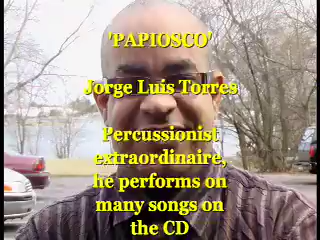 'PAPIOSCO'
Jorge Luis Torres
Percussionist
extraordinaire,
he performs on
many songs on
the CD